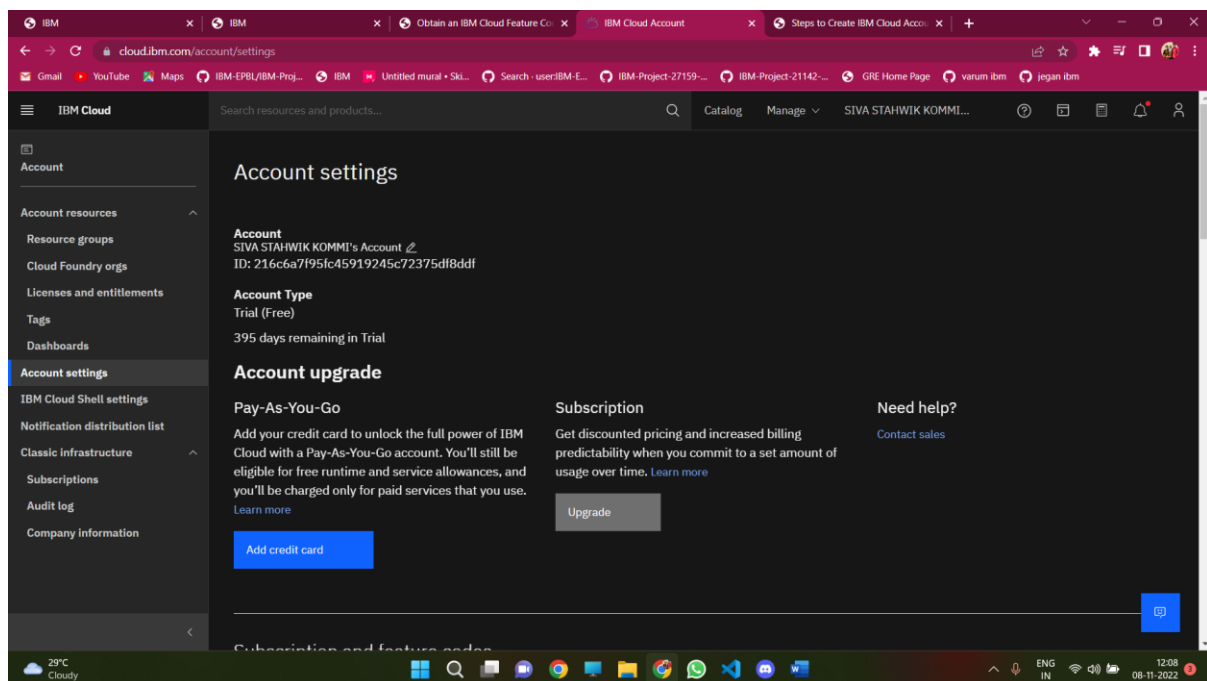 IBM
IBM
Obtain an IBM Cloud Feature Co
IBM Cloud Account
Steps to Create IBM Cloud Accou
cloud.ibm.com/account/settings
Gmail
YouTube
Maps
IBM-EPBL/IBM-Proj...
IBM
Untitled mural • Ski...
Search - user:IBM-E...
IBM-Project-27159-...
IBM-Project-21142-...
GRE Home Page
varum ibm
jegan ibm
IBM Cloud
Search resources and products...
Catalog
Manage
SIVA STAHWIK KOMMI...
Account
Account resources
Resource groups
Cloud Foundry orgs
Licenses and entitlements
Tags
Dashboards
Account settings
IBM Cloud Shell settings
Notification distribution list
Classic infrastructure
Subscriptions
Audit log
Company information
Account settings
Account
SIVA STAHWIK KOMMI's Account
ID: 216c6a7f95fc45919245c72375df8ddf
Account Type
Trial (Free)
395 days remaining in Trial
Account upgrade
Pay-As-You-Go
Add your credit card to unlock the full power of IBM
Cloud with a Pay-As-You-Go account. You'll still be
eligible for free runtime and service allowances, and
you'll be charged only for paid services that you use.
Learn more
Add credit card
Subscription
Get discounted pricing and increased billing
predictability when you commit to a set amount of
usage over time. Learn more
Upgrade
Need help?
Contact sales
Subscription and feature codes
29°C
Cloudy
ENG
IN
12:08
08-11-2022
3